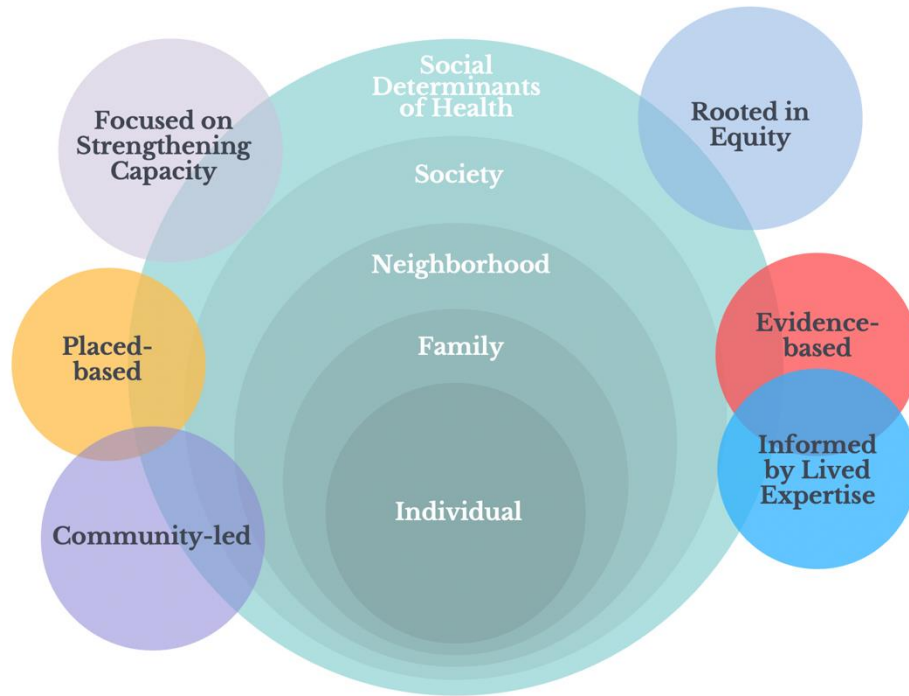 Social
Determinants
of Health
Focused on
Strengthening
Capacity
Rooted in
Equity
Society
Neighborhood
Family
Placed-
based
Evidence-
based
Informed
by Lived
Expertise
Individual
Community-led